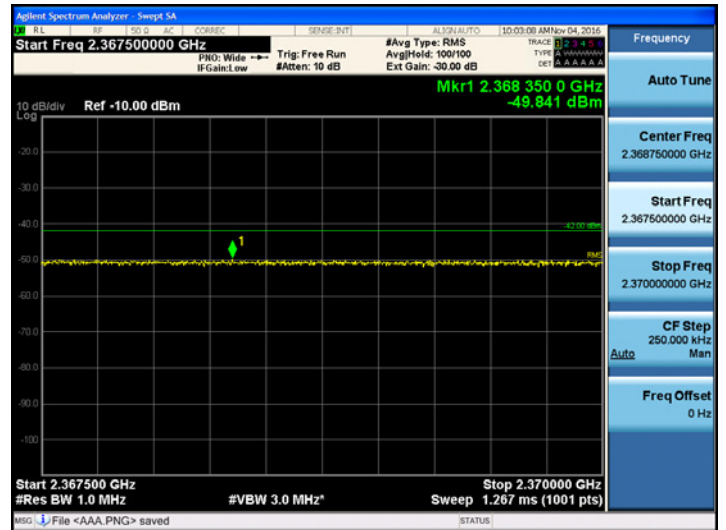 Agilent Spectrum Analyzer - Swept SA
RL RF 50 Ω AC CORREC SENSE:INT ALIGN AUTO 10:03:08 AM Nov 04, 2016
Start Freq 2.367500000 GHz
PNO: Wide
IFGain:Low
Trig: Free Run
#Atten: 10 dB
#Avg Type: RMS
Avg|Hold: 100/100
Ext Gain: -30.00 dB
TRACE 1 2 3 4 5 6
TYPE A WWWWW
DET A A A A A A
Mkr1 2.368 350 0 GHz
-49.841 dBm
10 dB/div Ref -10.00 dBm
Log
-20.0
-30.0
-40.0
-42.00 dBm
1
-50.0
RMS
-60.0
-70.0
-80.0
-90.0
-100
Start 2.367500 GHz Stop 2.370000 GHz
#Res BW 1.0 MHz #VBW 3.0 MHz* Sweep 1.267 ms (1001 pts)
MSG File <AAA.PNG> saved STATUS
Frequency
Auto Tune
Center Freq
2.368750000 GHz
Start Freq
2.367500000 GHz
Stop Freq
2.370000000 GHz
CF Step
250.000 kHz
Auto Man
Freq Offset
0 Hz